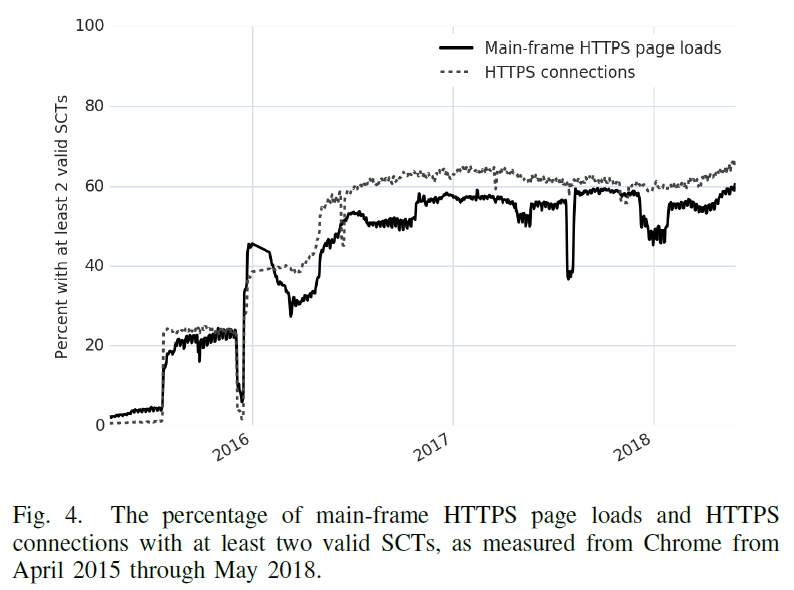 100
Main-frame HTTPS page loads
HTTPS connections
80
60
40
20
0
Percent with at least 2 valid SCTs
2016
2017
2018
Fig. 4. The percentage of main-frame HTTPS page loads and HTTPS
connections with at least two valid SCTs, as measured from Chrome from
April 2015 through May 2018.